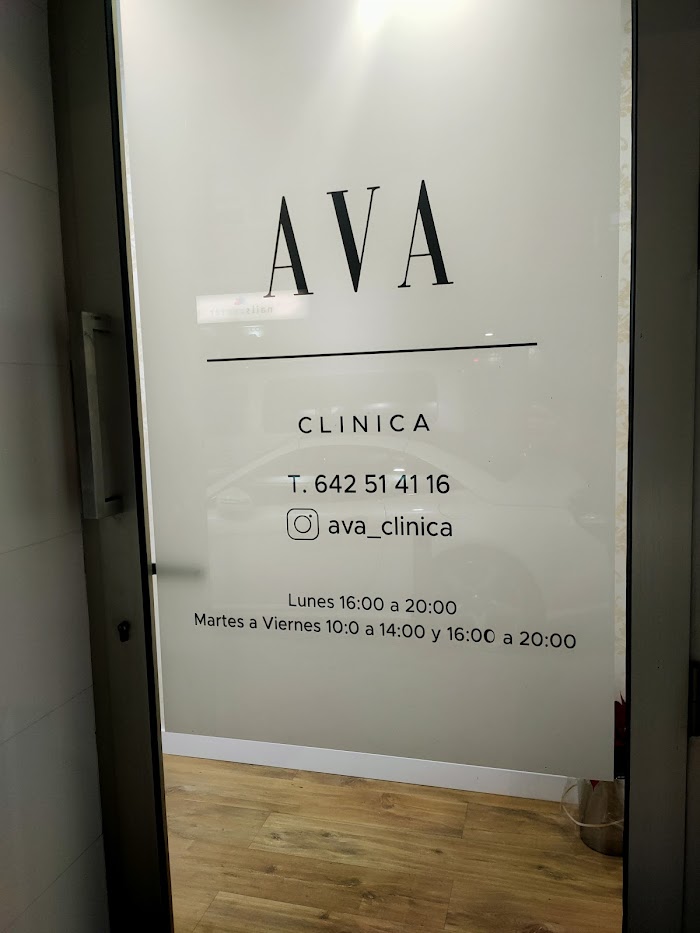 AVA
CLINICA
T. 642 51 41 16
ava_clinica
Lunes 16:00 a 20:00
Martes a Viernes 10:0 a 14:00 y 16:00 a 20:00